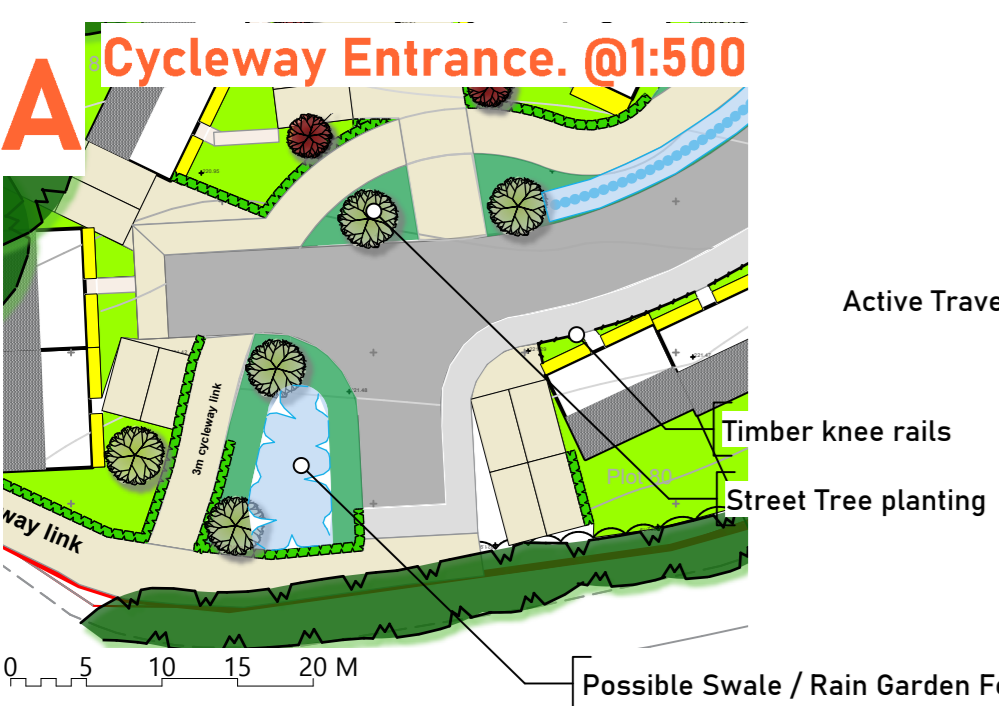 A
8
Cycleway Entrance. @1:500
Active Trave
3m cycleway link
Timber knee rails
Plot 80
Street Tree planting
way link
0 5 10 15 20 M
Possible Swale / Rain Garden Fe